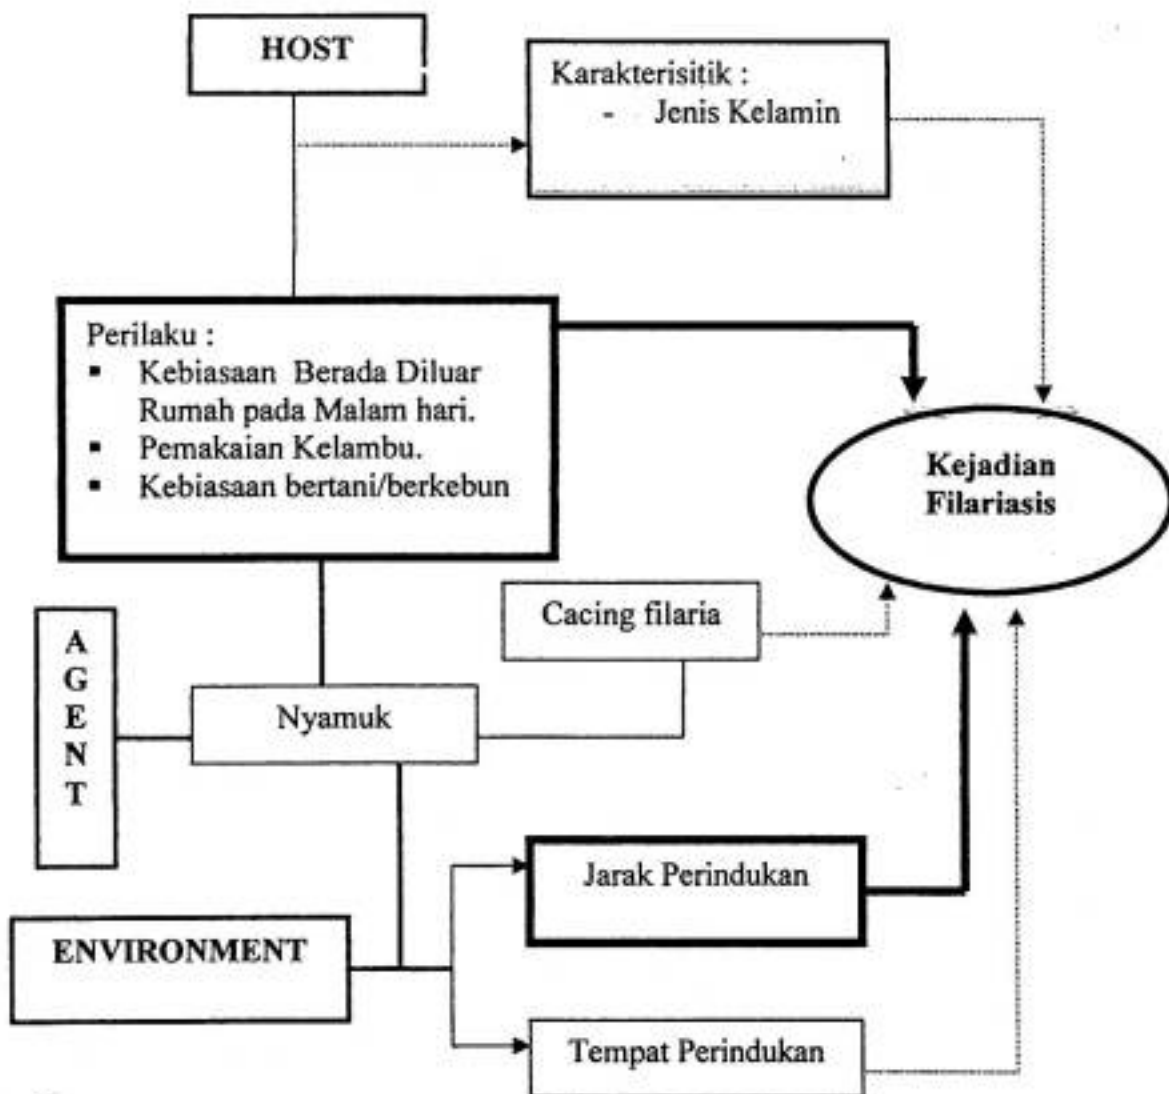 HOST
Karakterisitik :
- Jenis Kelamin
Perilaku :
▪ Kebiasaan Berada Diluar
Rumah pada Malam hari.
▪ Pemakaian Kelambu.
▪ Kebiasaan bertani/berkebun
Kejadian
Filariasis
Cacing filaria
A
G
E
N
T
Nyamuk
Jarak Perindukan
ENVIRONMENT
Tempat Perindukan